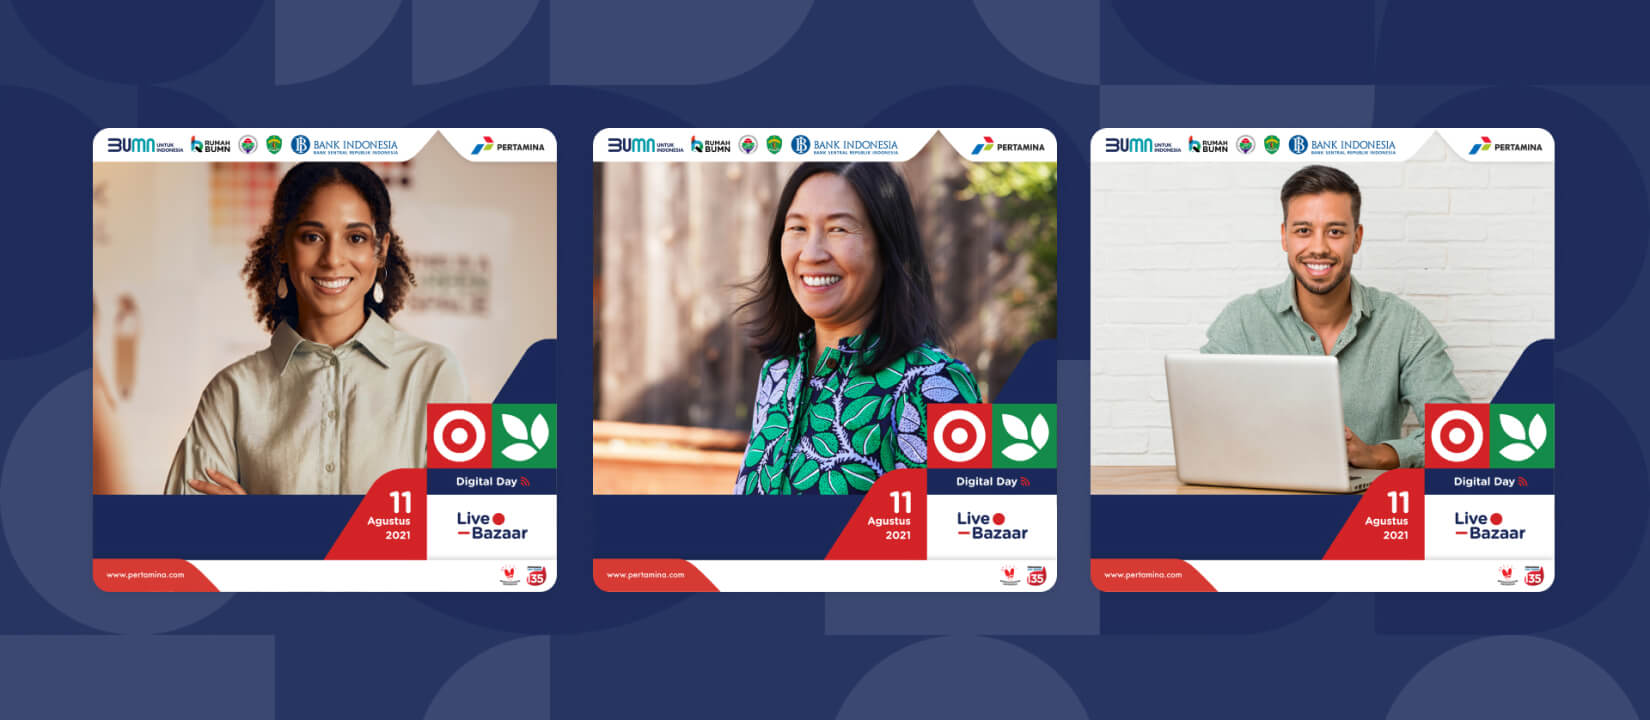 BUMN UNTUK INDONESIA
RUMAH BUMN
BANK INDONESIA
BANK SENTRAL REPUBLIK INDONESIA
PERTAMINA
Digital Day
11
Agustus
2021
Live
Bazaar
www.pertamina.com
135
BUMN UNTUK INDONESIA
RUMAH BUMN
BANK INDONESIA
BANK SENTRAL REPUBLIK INDONESIA
PERTAMINA
Digital Day
11
Agustus
2021
Live
Bazaar
www.pertamina.com
135
BUMN UNTUK INDONESIA
RUMAH BUMN
BANK INDONESIA
BANK SENTRAL REPUBLIK INDONESIA
PERTAMINA
Digital Day
11
Agustus
2021
Live
Bazaar
www.pertamina.com
135